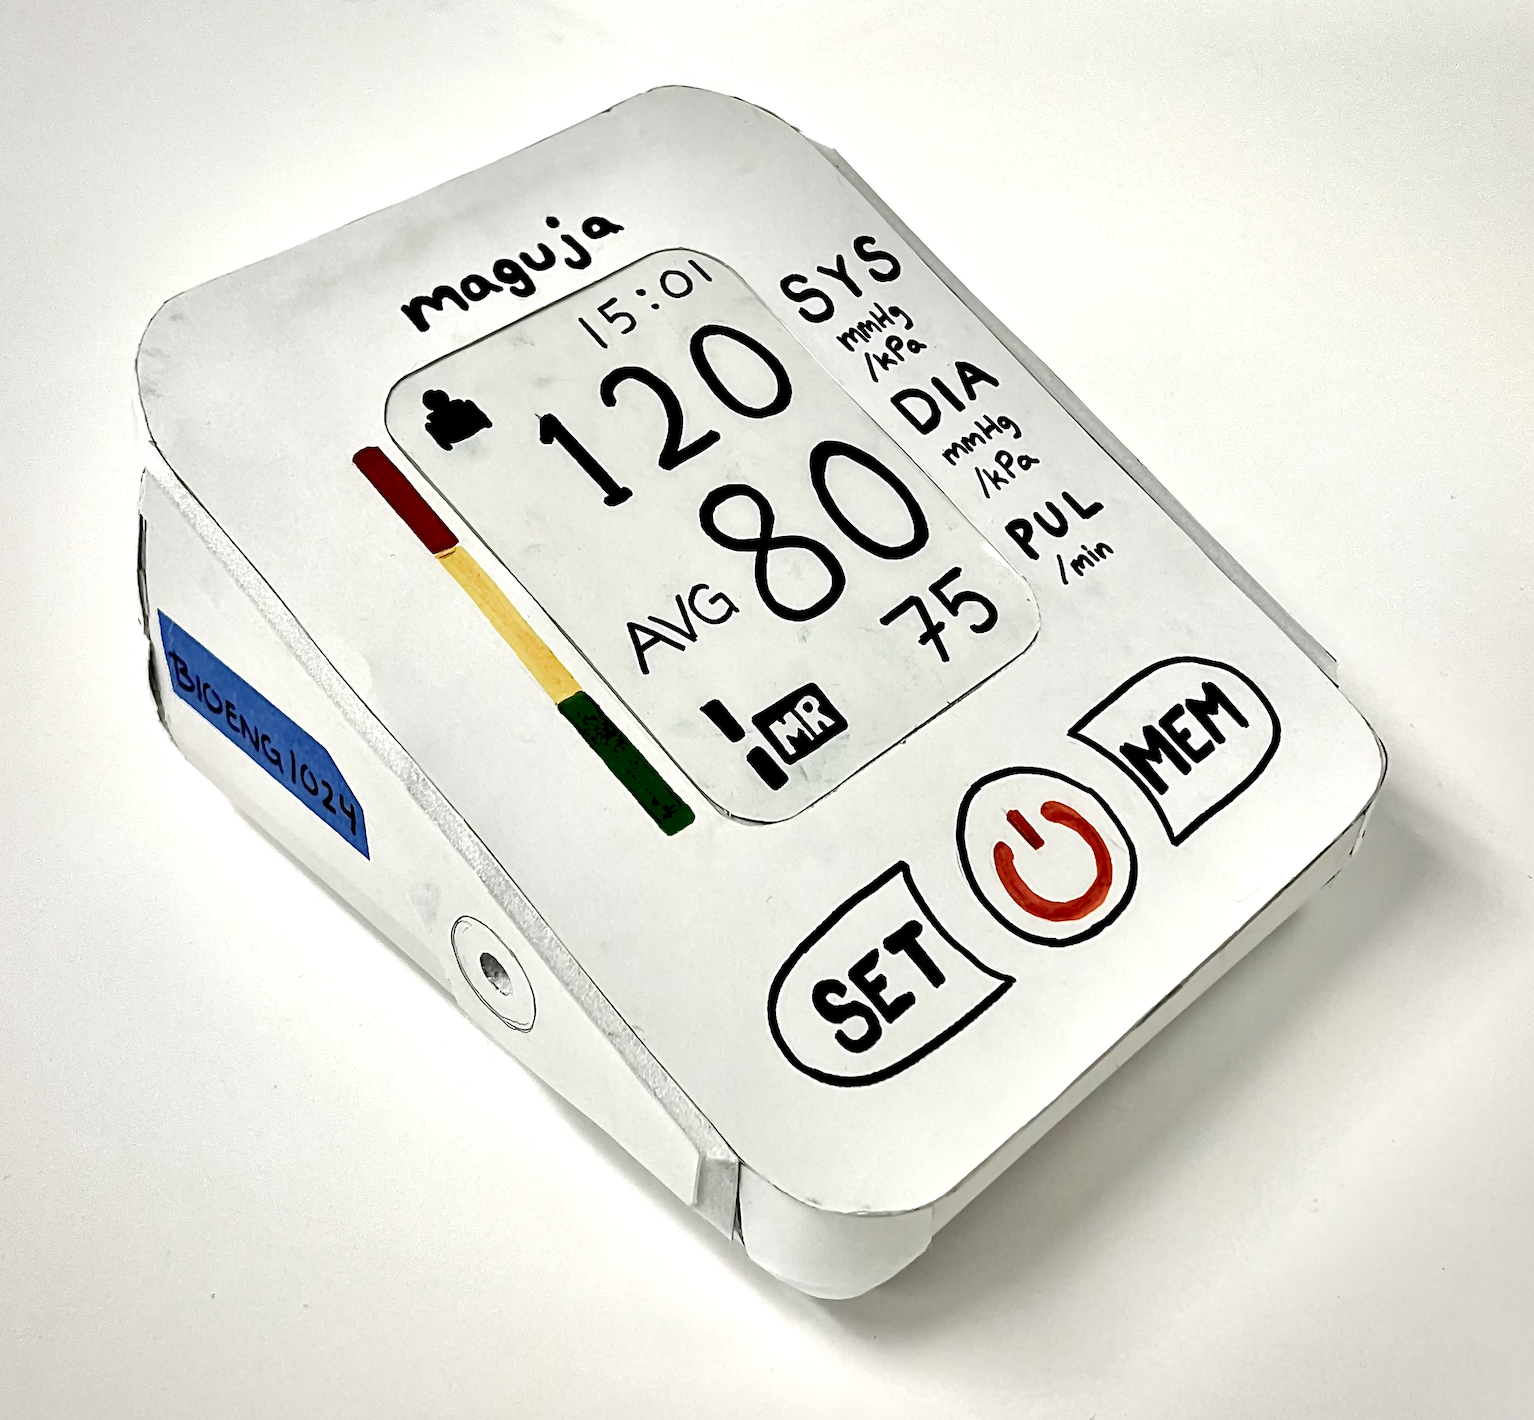 maguja
15:01
120
80
AVG
75
MR
SYS
mmHg
/kPa
DIA
mmHg
/kPa
PUL
/min
BIOENG1024
SET
MEM